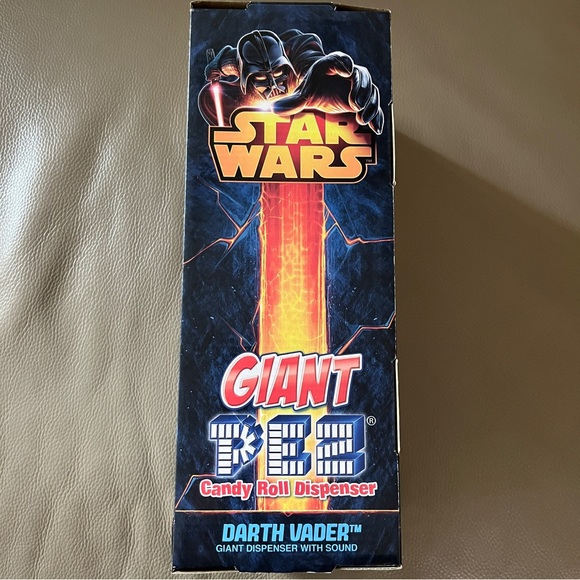 STAR
WARS
GIANT
PEZ®
Candy Roll Dispenser
DARTH VADER™
GIANT DISPENSER WITH SOUND